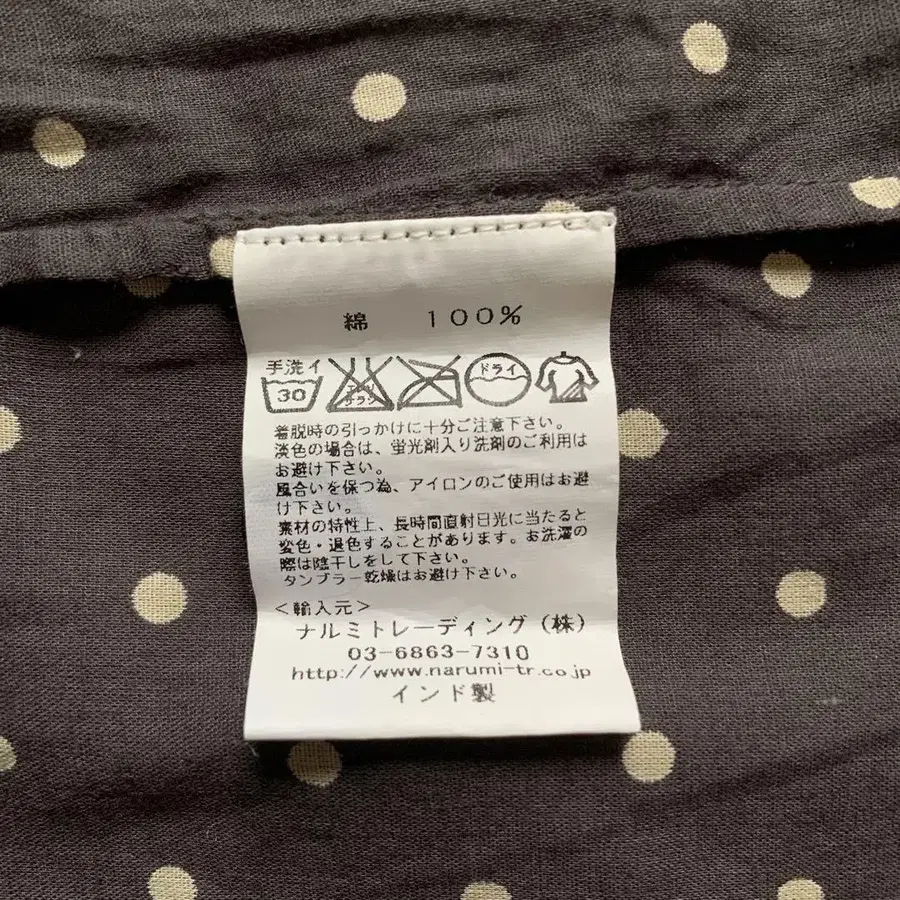 綿 100%
手洗イ
30
エンソ
サラシ
ドライ
着脱時の引っかけに十分ご注意下さい。
淡色の場合は、蛍光剤入り洗剤のご利用は
お避け下さい。
風合いを保つ為、アイロンのご使用はお避
け下さい。
素材の特性上、長時間直射日光に当たると
変色・退色することがあります。お洗濯の
際は陰干しをして下さい。
タンブラー乾燥はお避け下さい。
<輸入元>
ナルミトレーディング(株)
03-6863-7310
http://www.narumi-tr.co.jp
インド製